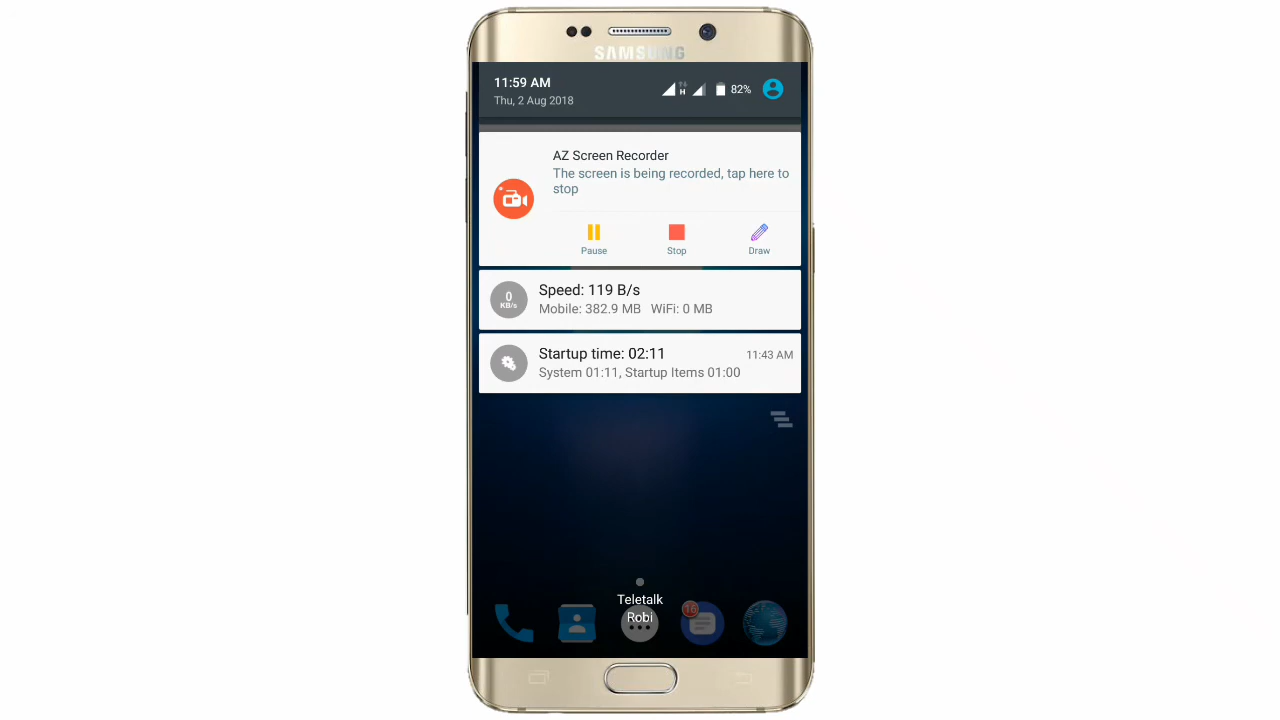 SAMSUNG
11:59 AM
Thu, 2 Aug 2018
H
82%
AZ Screen Recorder
The screen is being recorded, tap here to
stop
Pause
Stop
Draw
0
KB/s
Speed: 119 B/s
Mobile: 382.9 MB WiFi: 0 MB
Startup time: 02:11
11:43 AM
System 01:11, Startup Items 01:00
Teletalk
Robi
16